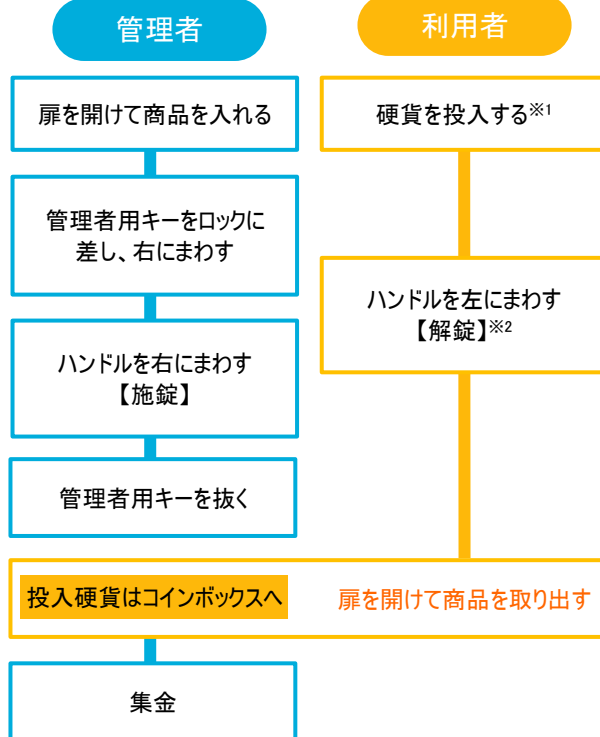 管理者
利用者
扉を開けて商品を入れる
硬貨を投入する※1
管理者用キーをロックに
差し、右にまわす
ハンドルを左にまわす
【解錠】※2
ハンドルを右にまわす
【施錠】
管理者用キーを抜く
投入硬貨はコインボックスへ
扉を開けて商品を取り出す
集金